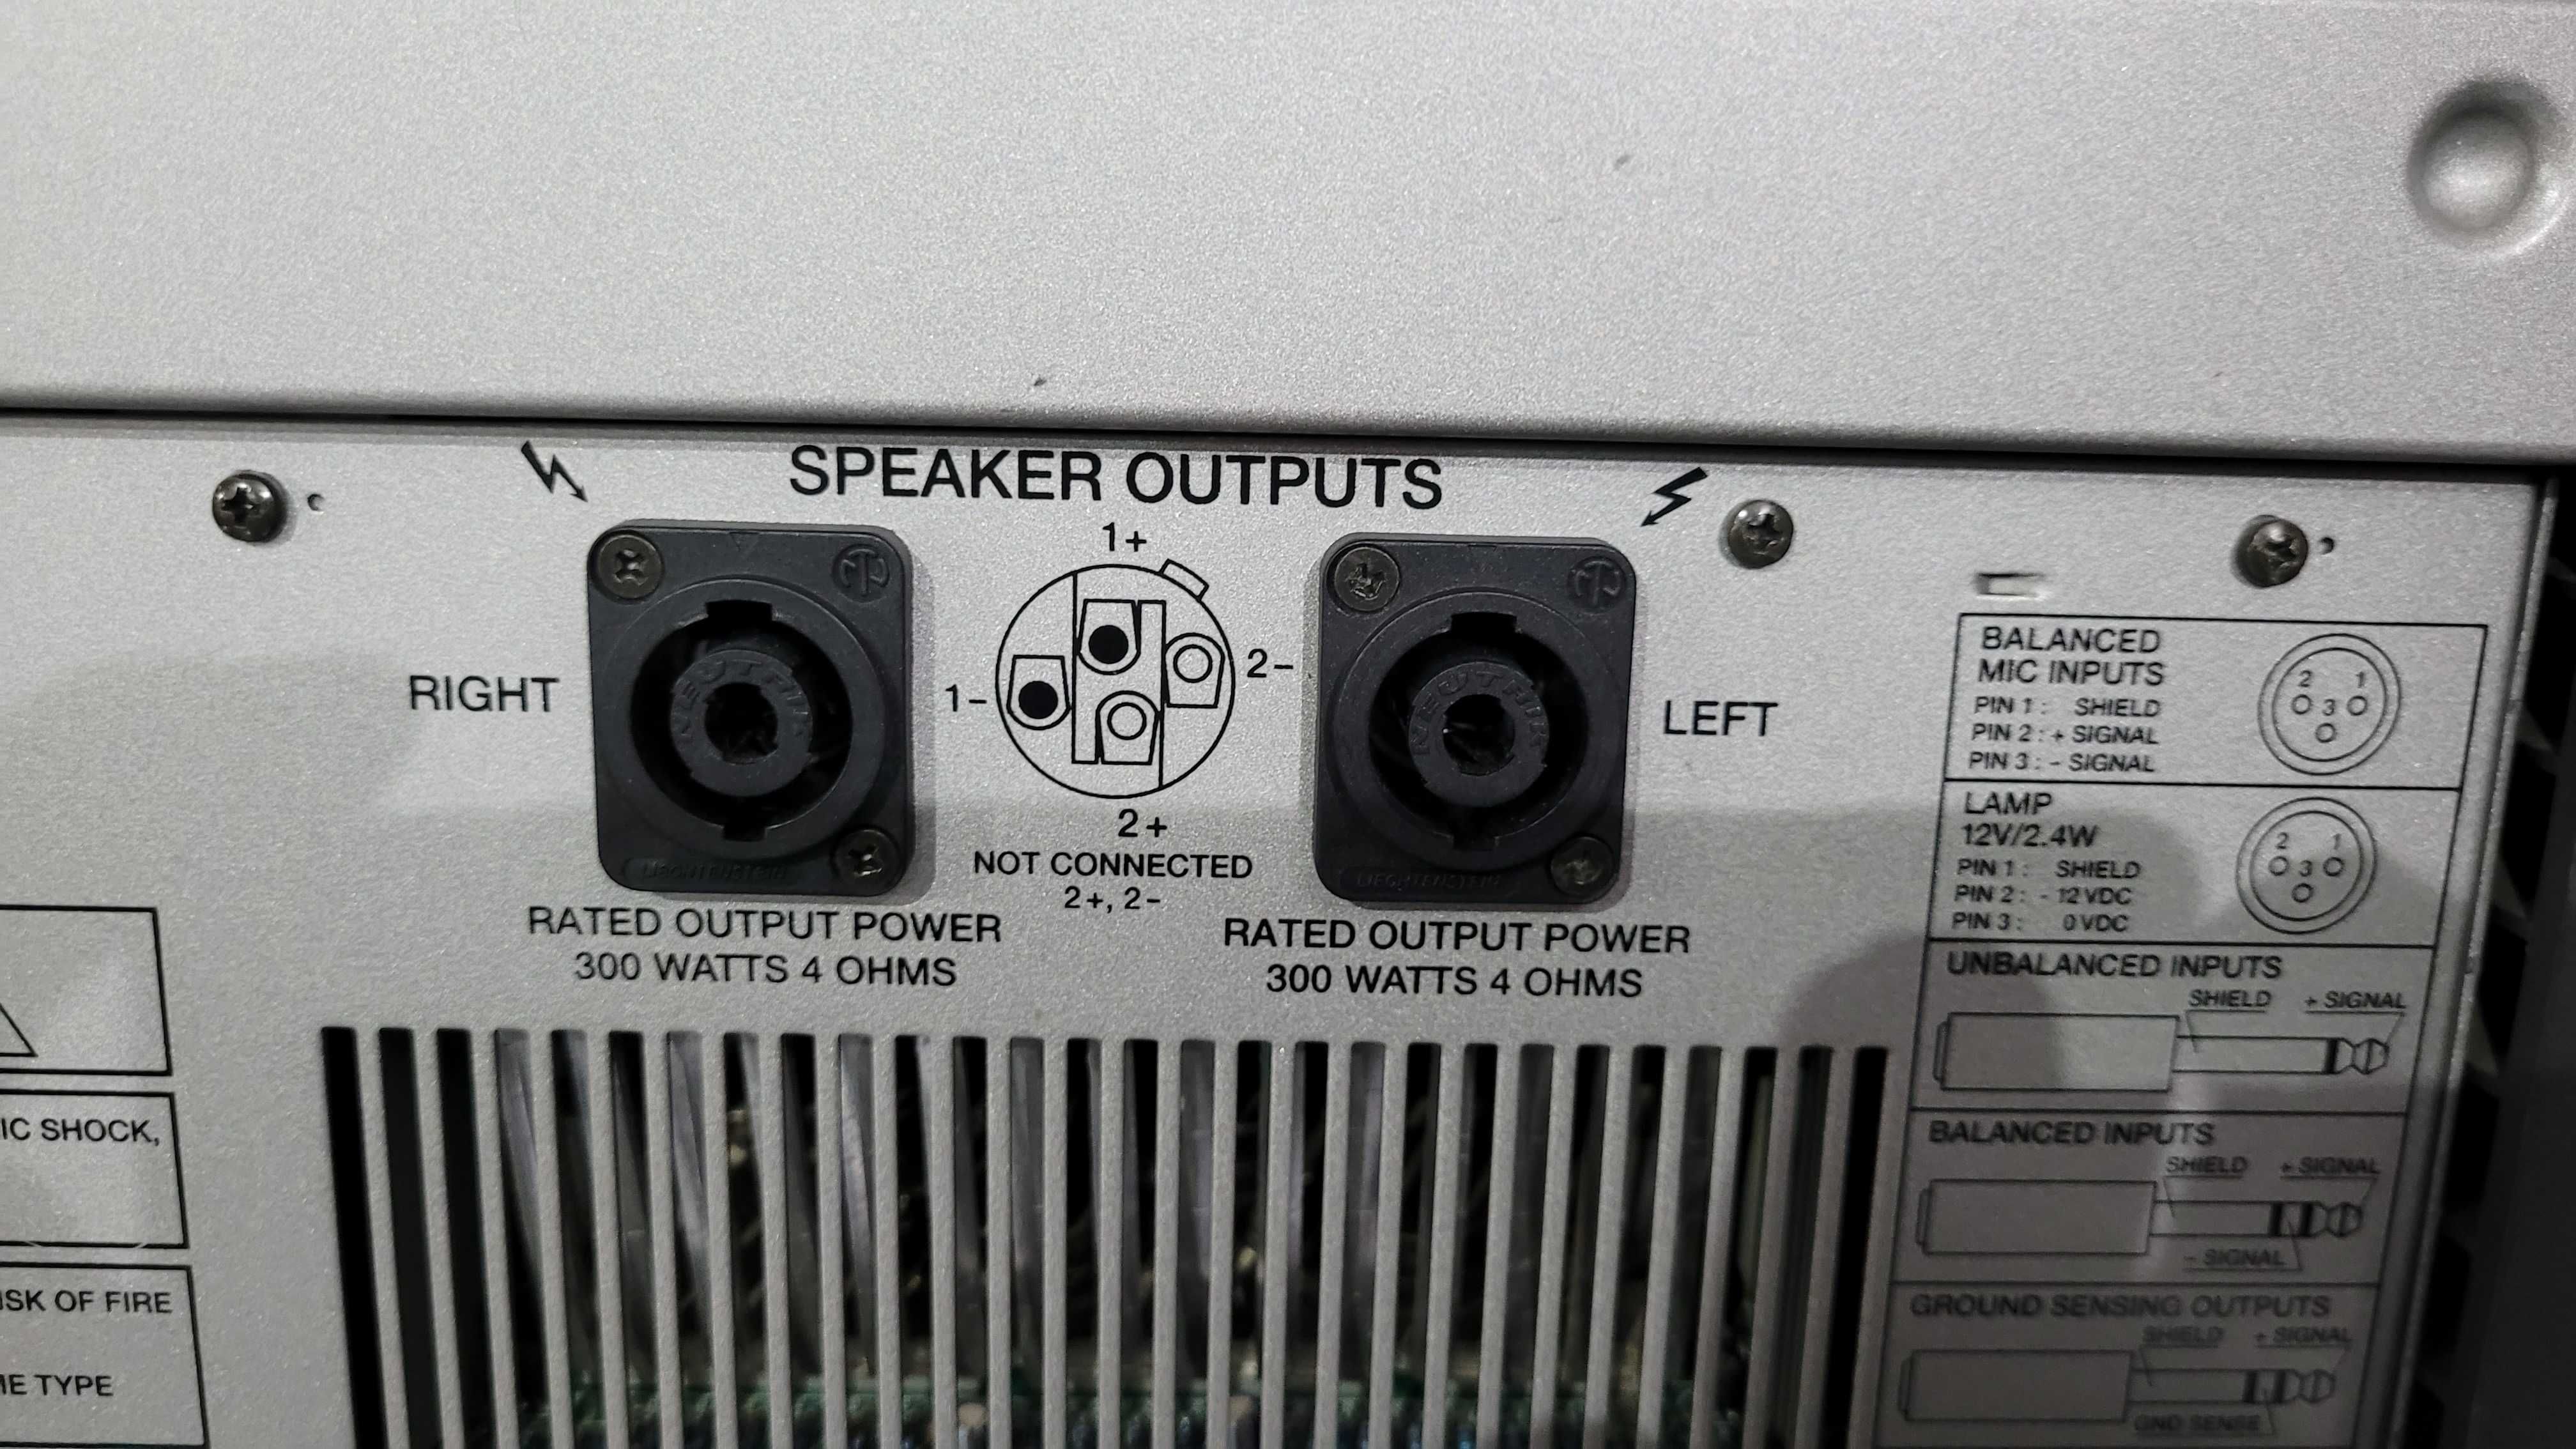 SPEAKER OUTPUTS
1+
1-
2-
2+
NOT CONNECTED
2+, 2-
RIGHT
NEUTRIK
LIECHTENSTEIN
RATED OUTPUT POWER
300 WATTS 4 OHMS
LEFT
NEUTRIK
LIECHTENSTEIN
RATED OUTPUT POWER
300 WATTS 4 OHMS
BALANCED
MIC INPUTS
PIN 1 : SHIELD
PIN 2 : + SIGNAL
PIN 3 : - SIGNAL
2 1
3
LAMP
12V/2.4W
PIN 1 : SHIELD
PIN 2 : - 12 VDC
PIN 3 : 0 VDC
2 1
3
UNBALANCED INPUTS
SHIELD + SIGNAL
BALANCED INPUTS
SHIELD + SIGNAL
- SIGNAL
GROUND SENSING OUTPUTS
SHIELD + SIGNAL
GND SENSE
IC SHOCK,
ISK OF FIRE
ME TYPE